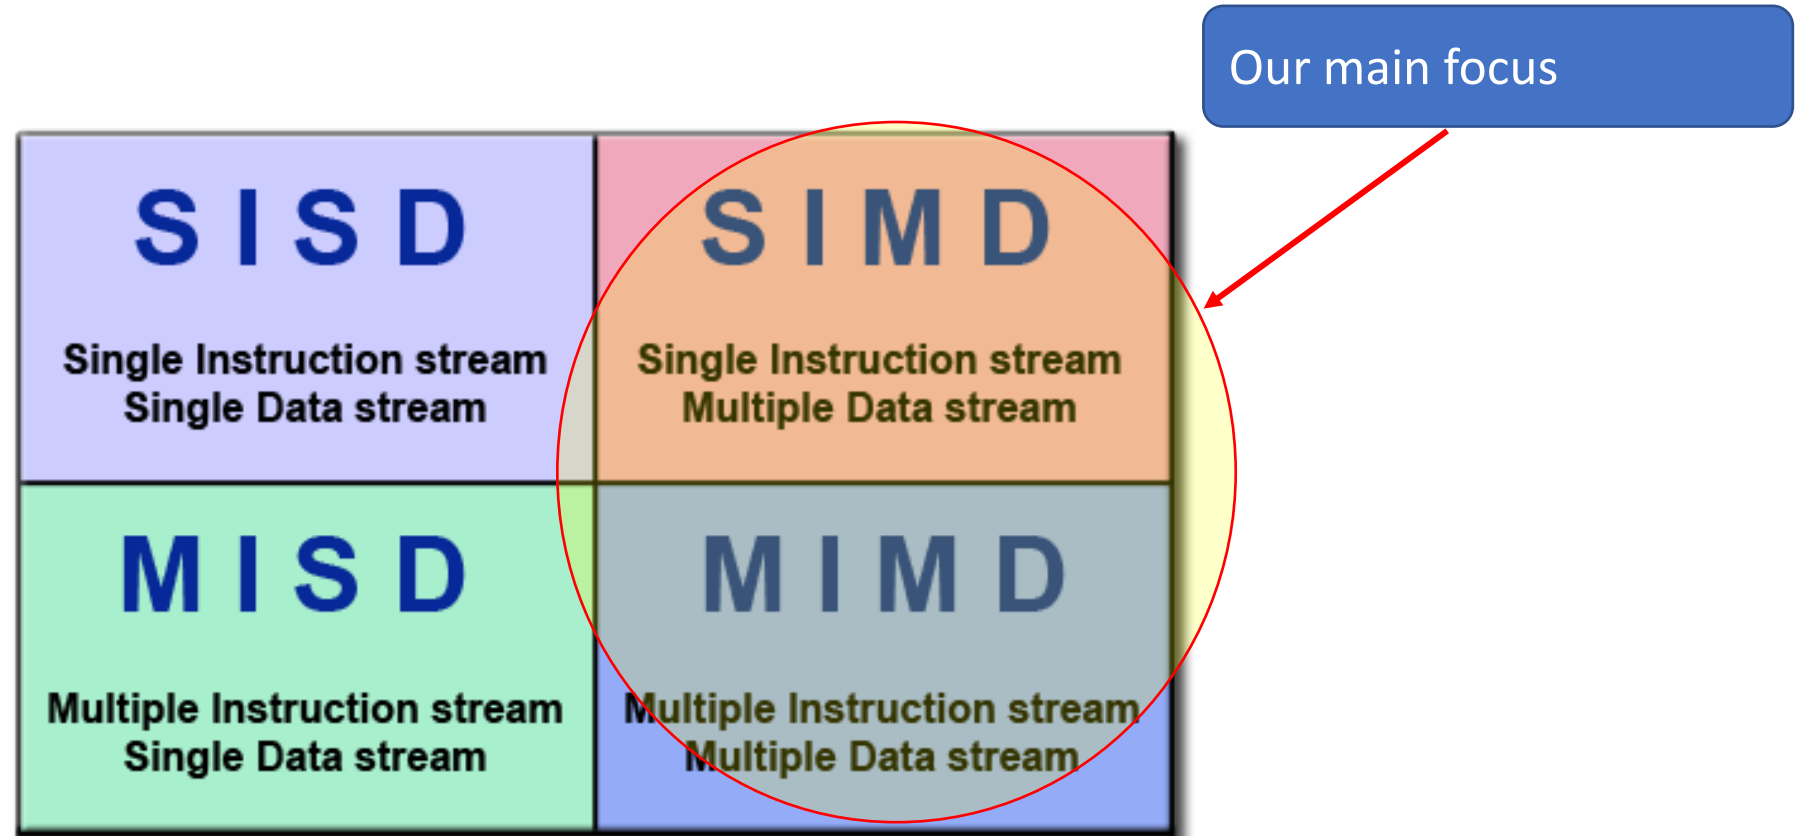 Our main focus
S I S D
Single Instruction stream
Single Data stream
S I M D
Single Instruction stream
Multiple Data stream
M I S D
Multiple Instruction stream
Single Data stream
M I M D
Multiple Instruction stream
Multiple Data stream